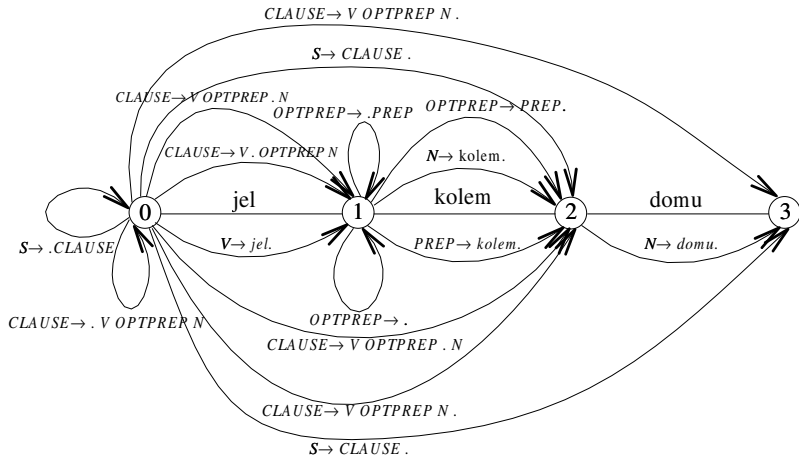 CLAUSE→ V OPTPREP N .
S→ CLAUSE .
CLAUSE→ V OPTPREP . N
OPTPREP→ .PREP
OPTPREP→ PREP.
CLAUSE→ V . OPTPREP N
N→ kolem.
jel
kolem
domu
0
1
2
3
S→ .CLAUSE
V→ jel.
PREP→ kolem.
N→ domu.
CLAUSE→ . V OPTPREP N
OPTPREP→ .
CLAUSE→ V OPTPREP . N
CLAUSE→ V OPTPREP N .
S→ CLAUSE .